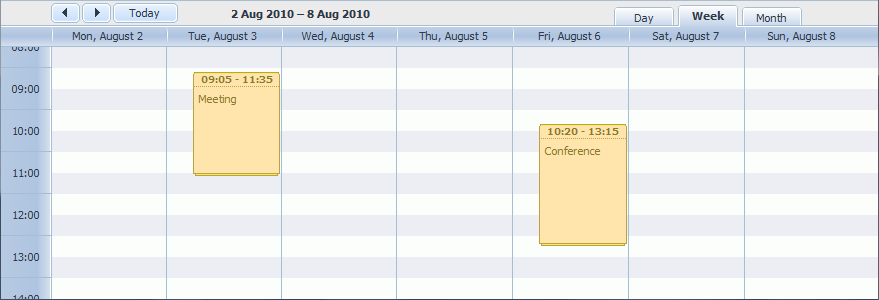 Today
2 Aug 2010 – 8 Aug 2010
Day
Week
Month
Mon, August 2
Tue, August 3
Wed, August 4
Thu, August 5
Fri, August 6
Sat, August 7
Sun, August 8
08:00
09:00
10:00
11:00
12:00
13:00
14:00
09:05 - 11:35
Meeting
10:20 - 13:15
Conference